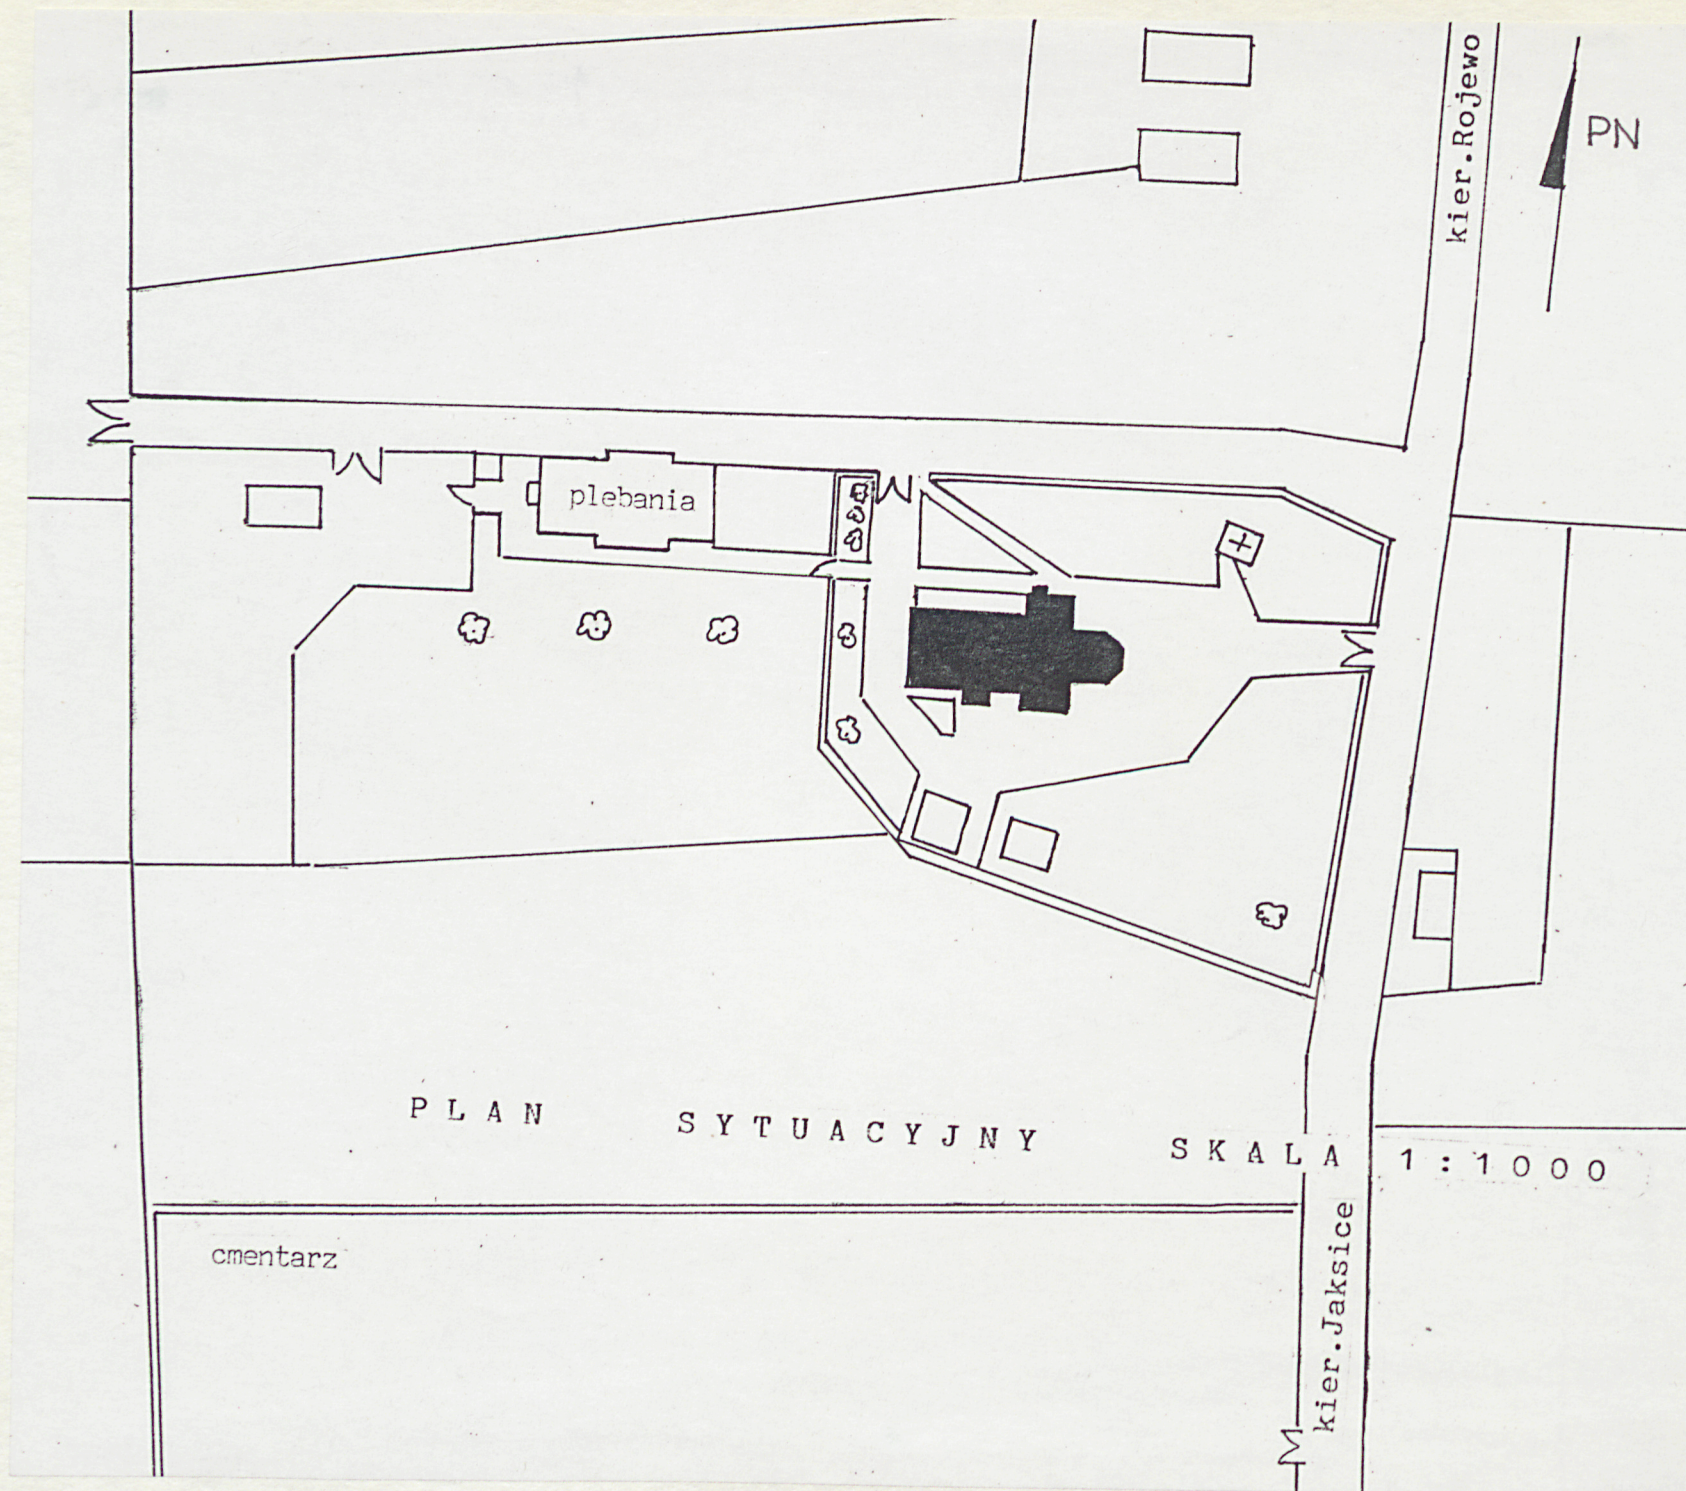 kier.Rojewo
PN
plebania
PLAN SYTUACYJNY SKALA 1:1000
cmentarz
kier.Jaksice